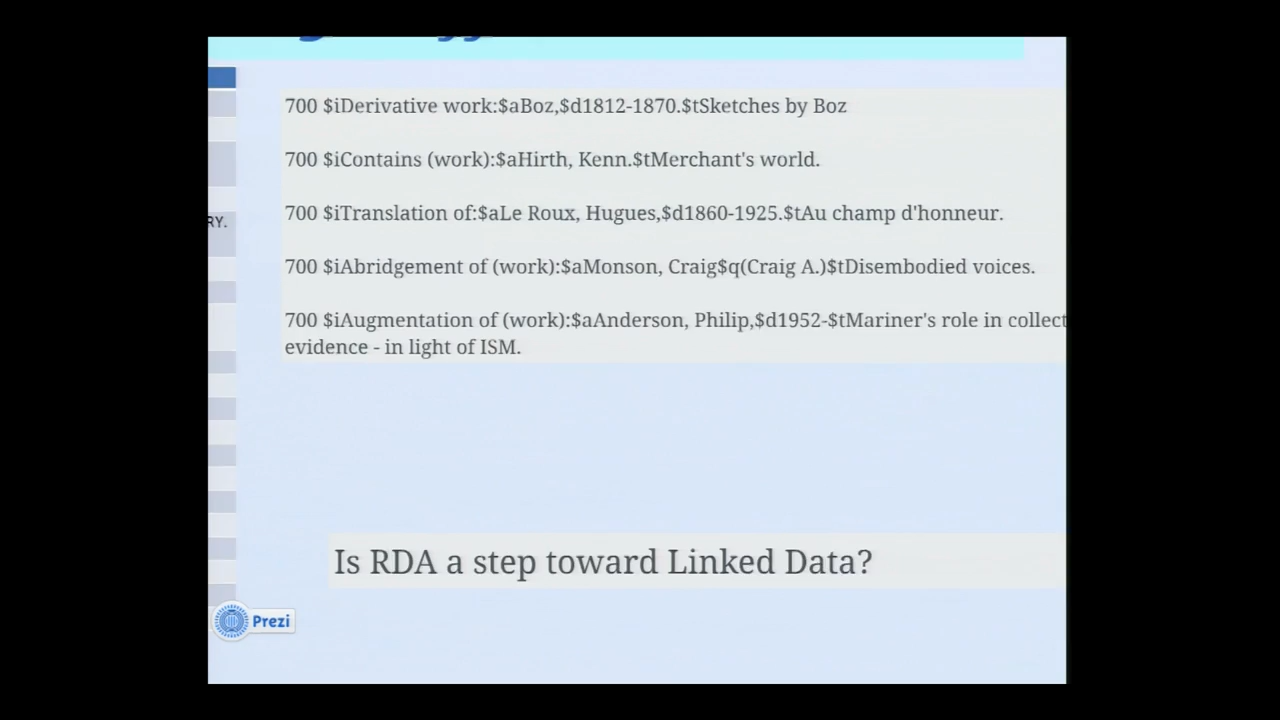 700 $iDerivative work:$aBoz,$d1812-1870.$tSketches by Boz
700 $iContains (work):$aHirth, Kenn.$tMerchant's world.
700 $iTranslation of:$aLe Roux, Hugues,$d1860-1925.$tAu champ d'honneur.
RY.
700 $iAbridgement of (work):$aMonson, Craig$q(Craig A.)$tDisembodied voices.
700 $iAugmentation of (work):$aAnderson, Philip,$d1952-$tMariner's role in collect
evidence - in light of ISM.
Is RDA a step toward Linked Data?
Prezi